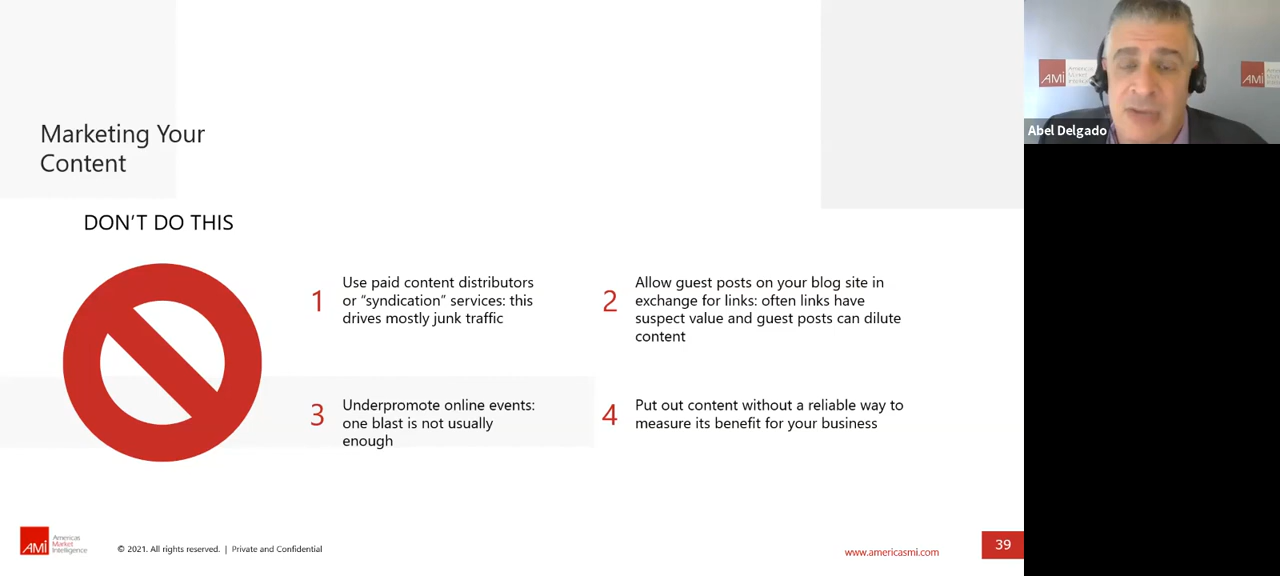 Marketing Your
Content
DON'T DO THIS
1
Use paid content distributors
or "syndication" services: this
drives mostly junk traffic
2
Allow guest posts on your blog site in
exchange for links: often links have
suspect value and guest posts can dilute
content
3
Underpromote online events:
one blast is not usually
enough
4
Put out content without a reliable way to
measure its benefit for your business
AMI
Americas
Market
Intelligence
© 2021. All rights reserved. | Private and Confidential
www.americasmi.com
39
AMI
Americas
Market
AMI
Abel Delgado